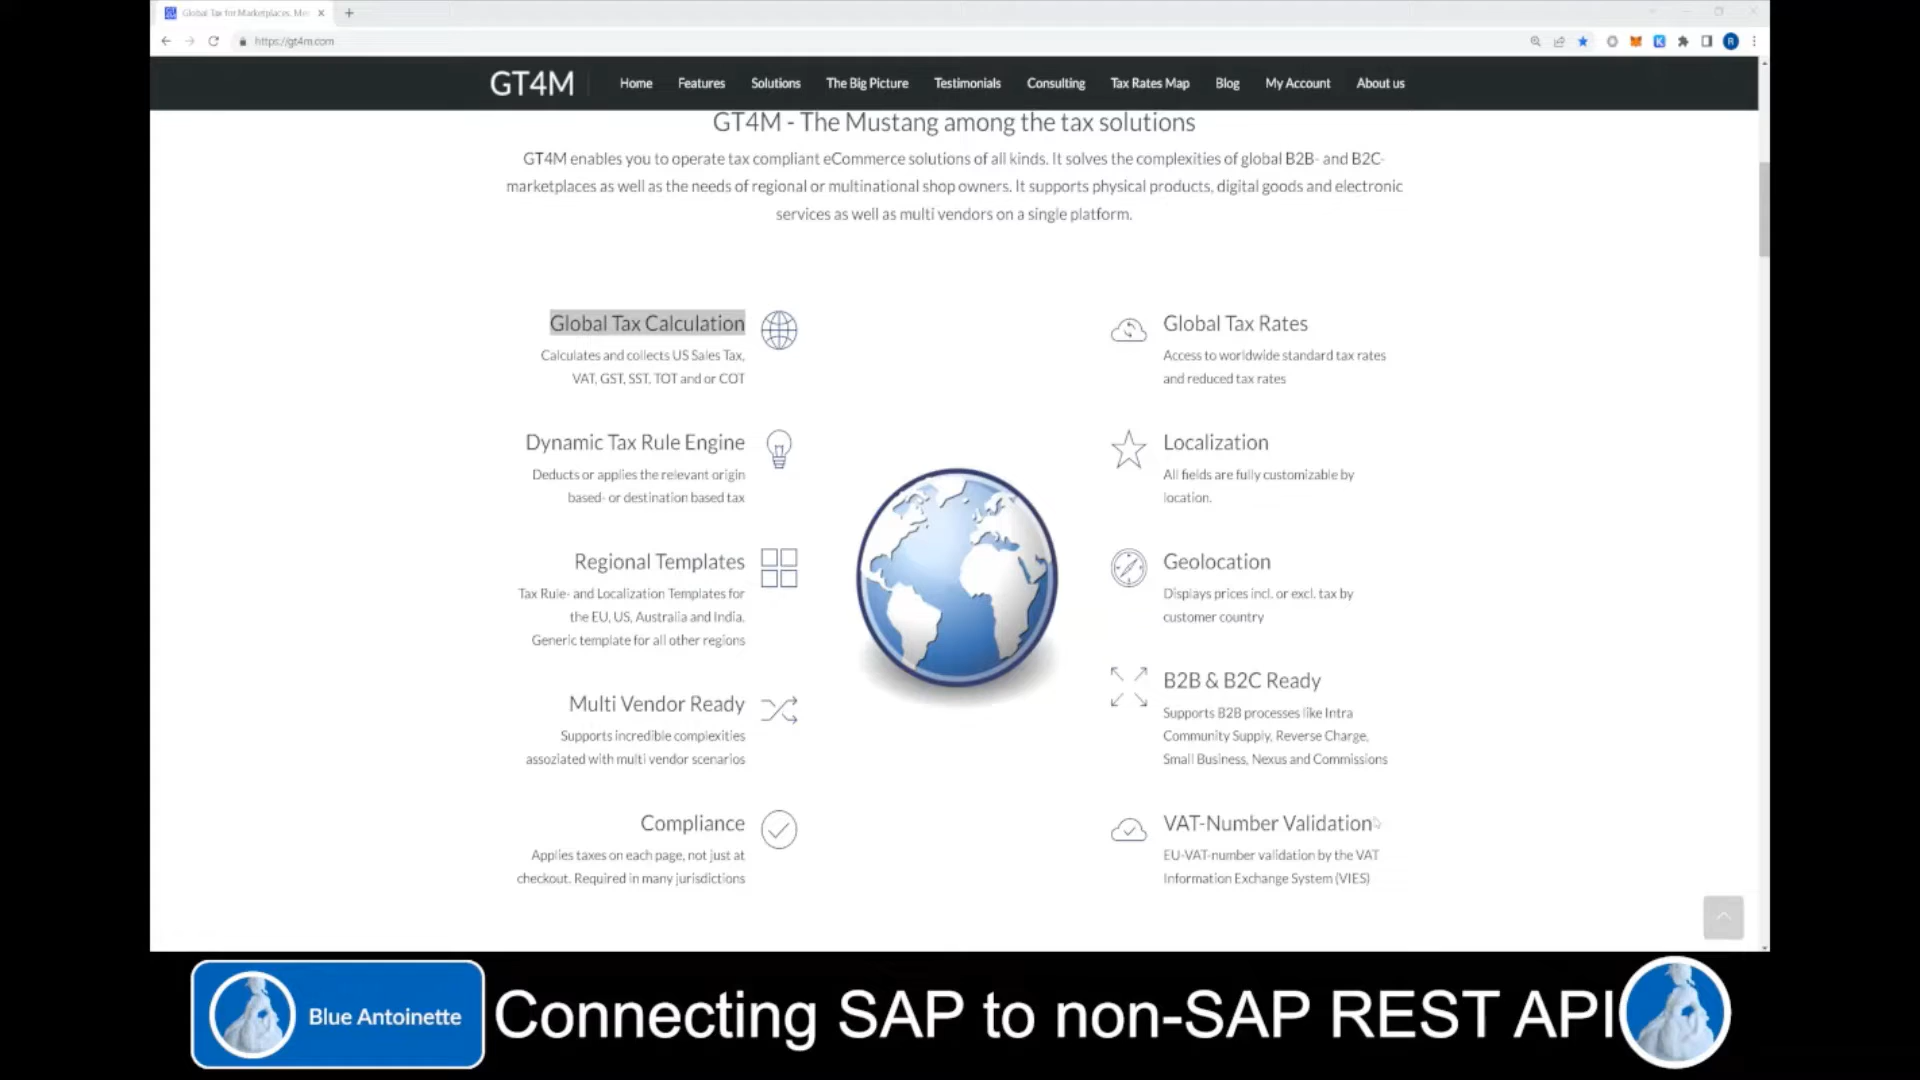 Global Tax for Marketplaces, Me
https://gt4m.com
GT4M
Home
Features
Solutions
The Big Picture
Testimonials
Consulting
Tax Rates Map
Blog
My Account
About us
GT4M - The Mustang among the tax solutions
GT4M enables you to operate tax compliant eCommerce solutions of all kinds. It solves the complexities of global B2B- and B2C-
marketplaces as well as the needs of regional or multinational shop owners. It supports physical products, digital goods and electronic
services as well as multi vendors on a single platform.
Global Tax Calculation
Calculates and collects US Sales Tax,
VAT, GST, SST, TOT and or COT
Dynamic Tax Rule Engine
Deducts or applies the relevant origin
based- or destination based tax
Regional Templates
Tax Rule- and Localization Templates for
the EU, US, Australia and India.
Generic template for all other regions
Multi Vendor Ready
Supports incredible complexities
assoziated with multi vendor scenarios
Compliance
Applies taxes on each page, not just at
checkout. Required in many jurisdictions
Global Tax Rates
Access to worldwide standard tax rates
and reduced tax rates
Localization
All fields are fully customizable by
location.
Geolocation
Displays prices incl. or excl. tax by
customer country
B2B & B2C Ready
Supports B2B processes like Intra
Community Supply, Reverse Charge,
Small Business, Nexus and Commissions
VAT-Number Validation
EU-VAT-number validation by the VAT
Information Exchange System (VIES)
Blue Antoinette
Connecting SAP to non-SAP REST API